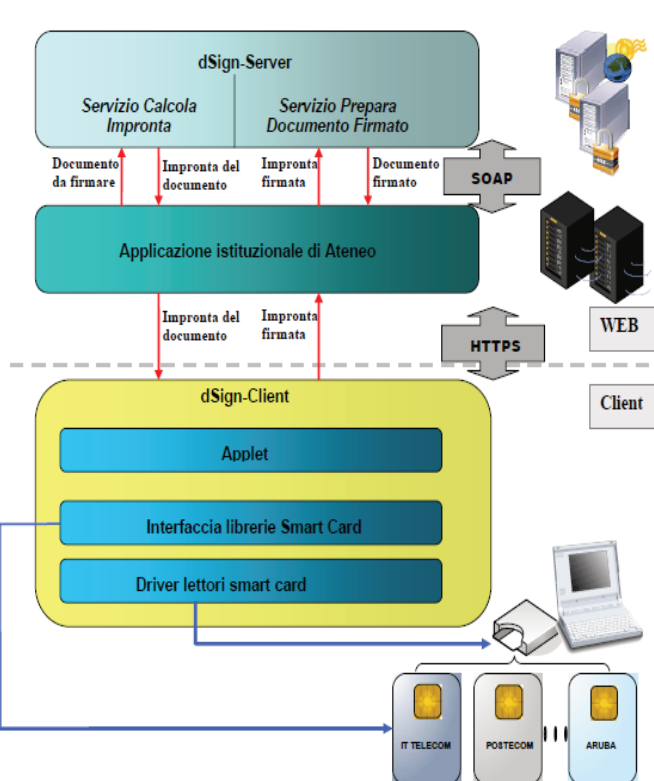 dSign-Server
Servizio Calcola
Impronta
Servizio Prepara
Documento Firmato
Documento
da firmare
Impronta del
documento
Impronta
firmata
Documento
firmato
SOAP
Applicazione istituzionale di Ateneo
Impronta del
documento
Impronta
firmata
HTTPS
WEB
Client
dSign-Client
Applet
Interfaccia librerie Smart Card
Driver lettori smart card
IT TELECOM
POSTECOM
ARUBA